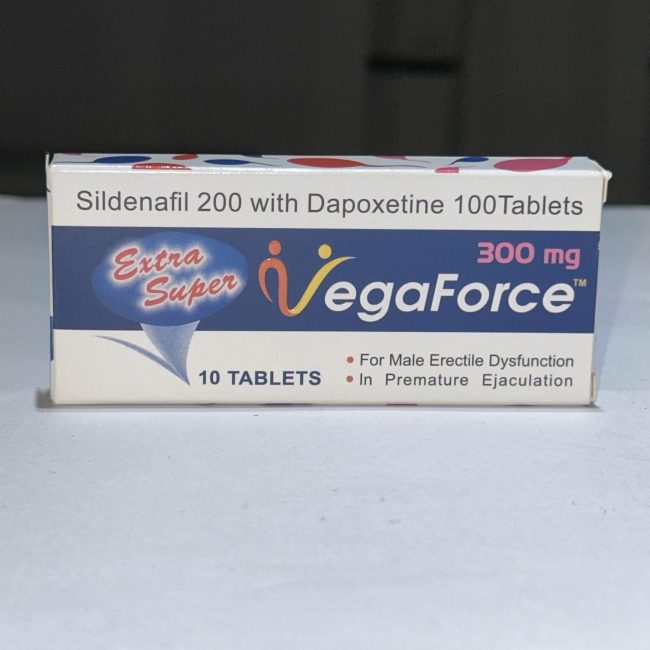 Sildenafil 200 with Dapoxetine 100Tablets
300 mg
Extra
Super
VegaForce™
10 TABLETS
• For Male Erectile Dysfunction
• In Premature Ejaculation